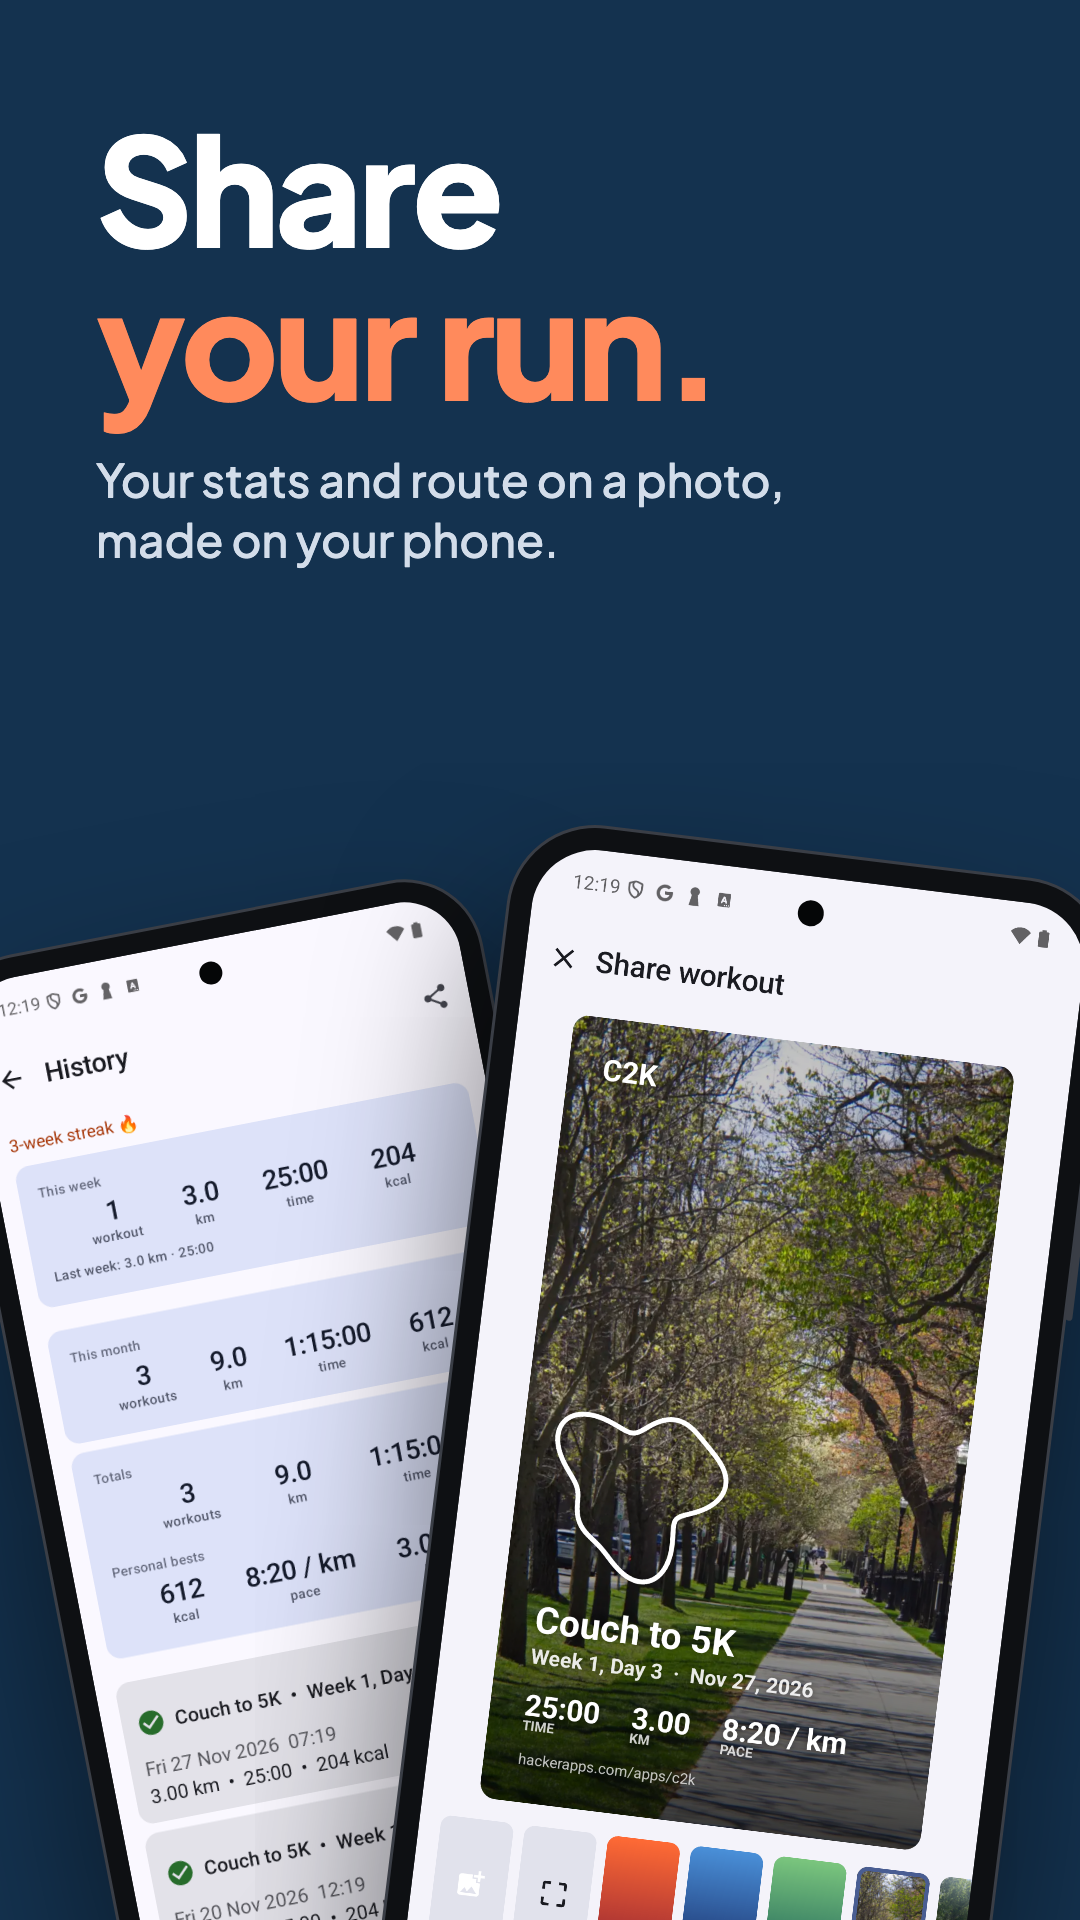 Share
your run.
Your stats and route on a photo,
made on your phone.
12:19
History
3-week streak 🔥
This week
1 3.0 25:00 204
workout km time kcal
Last week: 3.0 km · 25:00
This month
3 9.0 1:15:00 612
workouts km time kcal
Totals
3 9.0 1:15:0
workouts km time
Personal bests
612 8:20 / km 3.0
kcal pace
Couch to 5K • Week 1, Day
Fri 27 Nov 2026 07:19
3.00 km • 25:00 • 204 kcal
Couch to 5K • Week
Fri 20 Nov 2026 12:19
• 204
12:19
Share workout
C2K
Couch to 5K
Week 1, Day 3 · Nov 27, 2026
25:00 3.00 8:20 / km
TIME KM PACE
hackerapps.com/apps/c2k